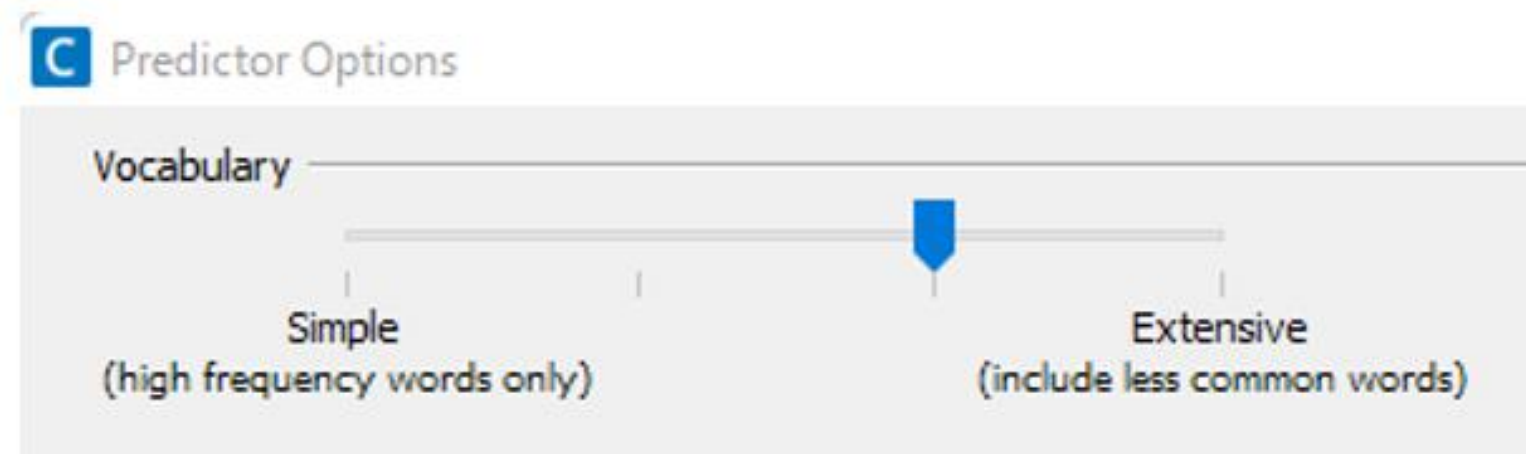 C Predictor Options
Vocabulary
Simple Extensive
(high frequency words only) (include less common words)